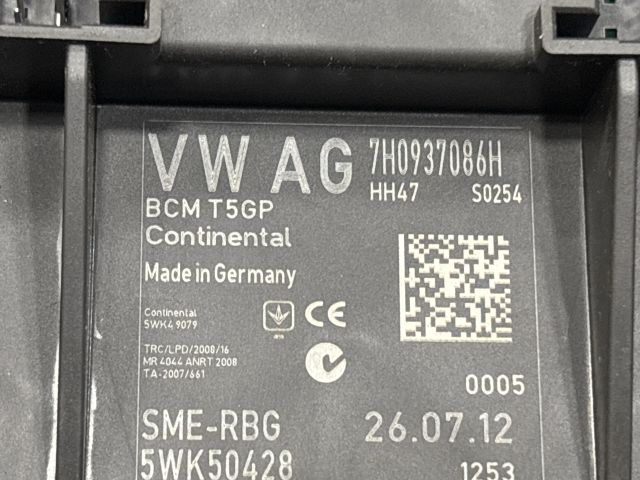 VW AG 7H0937086H
HH47 S0254
BCM T5GP
Continental
Made in Germany
Continental
5WK4 9079
CE
TRC/LPD/2008/16
MR 4044 ANRT 2008
TA-2007/661
0005
SME-RBG 26.07.12
5WK50428 1253